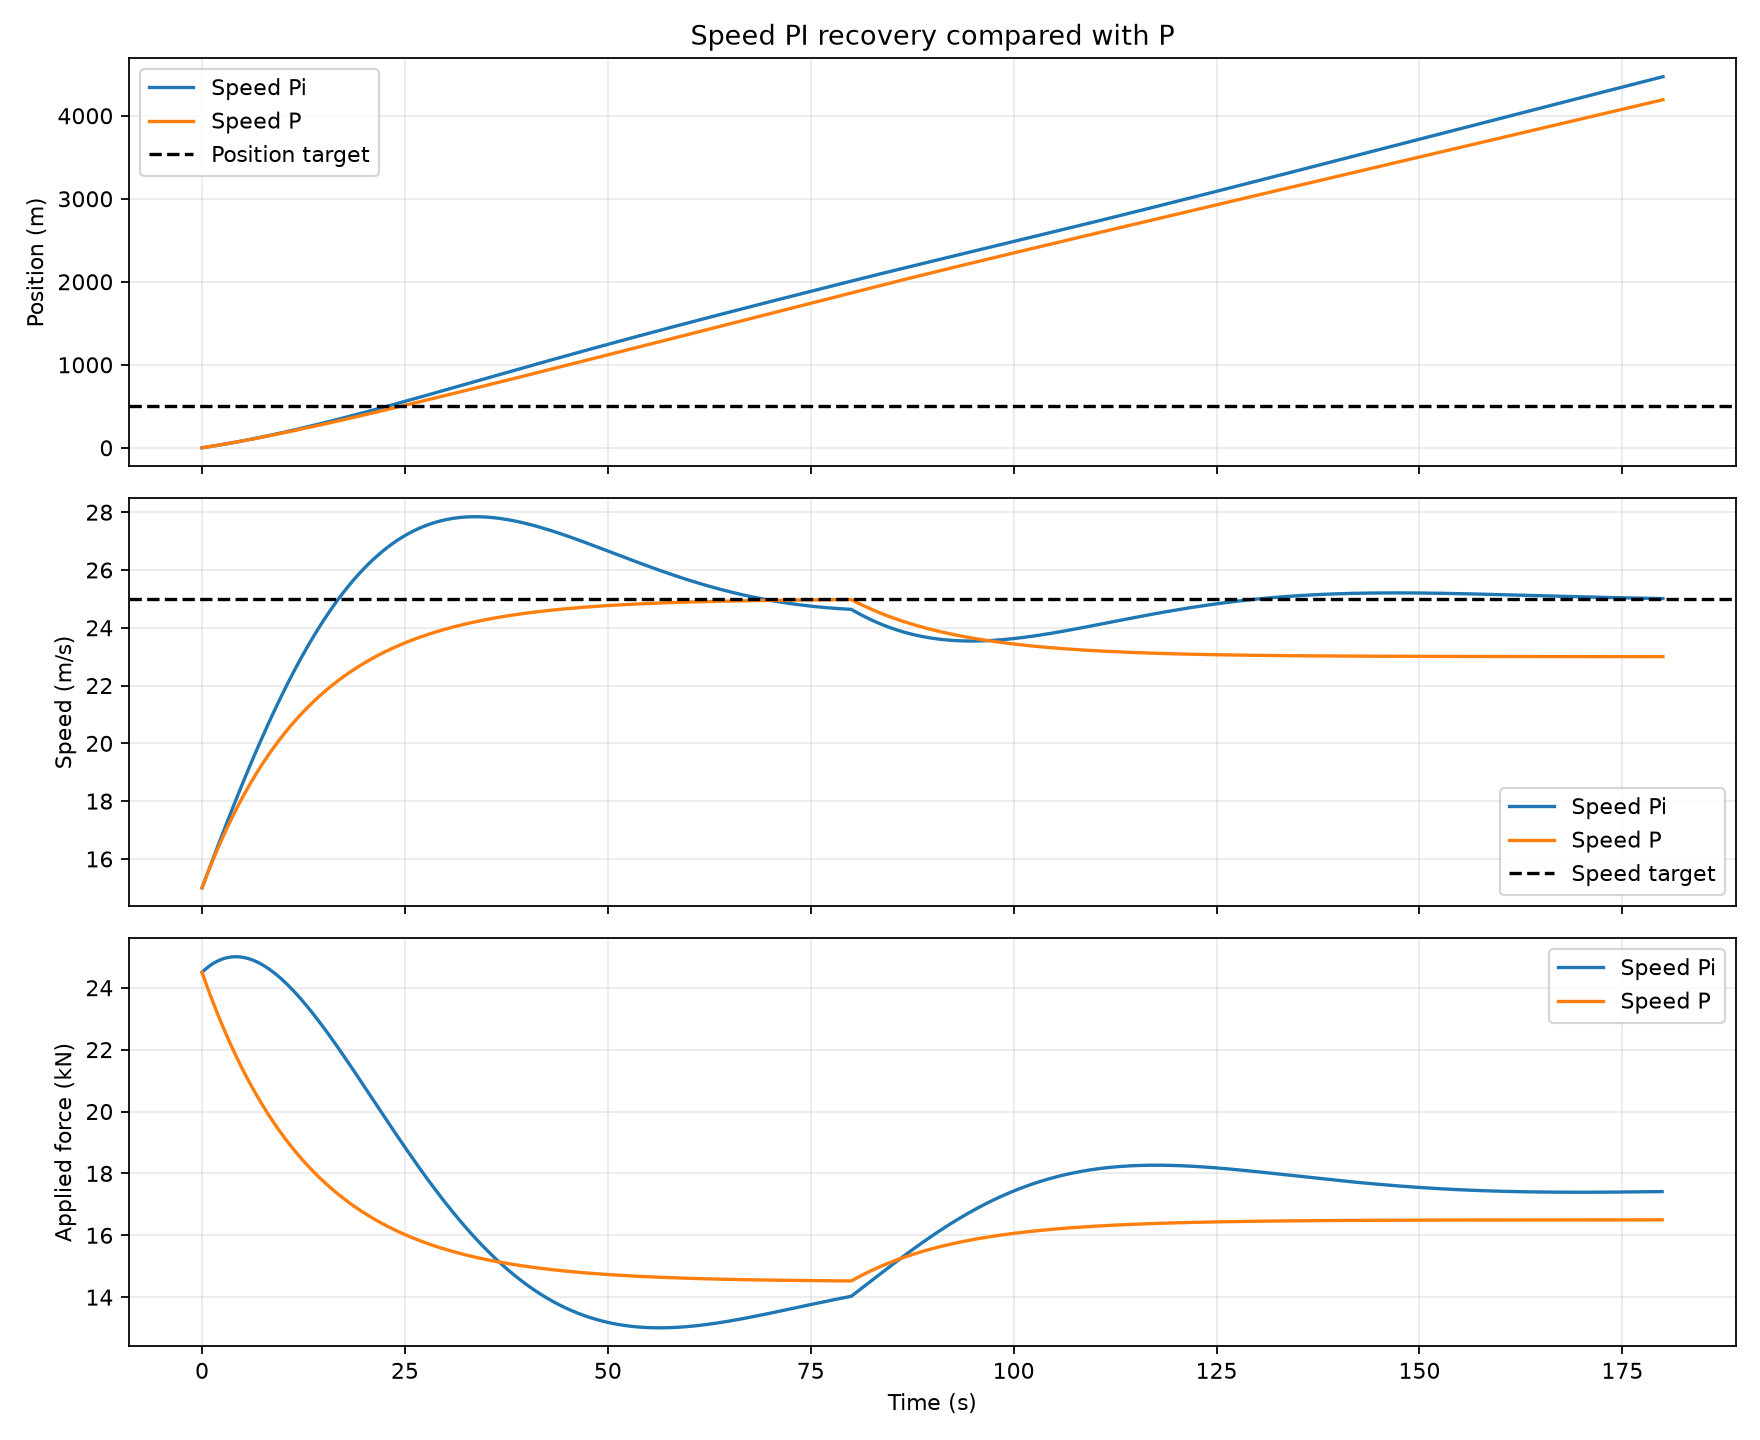 Speed PI recovery compared with P
Speed Pi
Speed P
Position target
4000
3000
2000
1000
0
Position (m)
28
26
24
22
20
18
16
Speed (m/s)
Speed Pi
Speed P
Speed target
24
22
20
18
16
14
Applied force (kN)
Speed Pi
Speed P
0 25 50 75 100 125 150 175
Time (s)